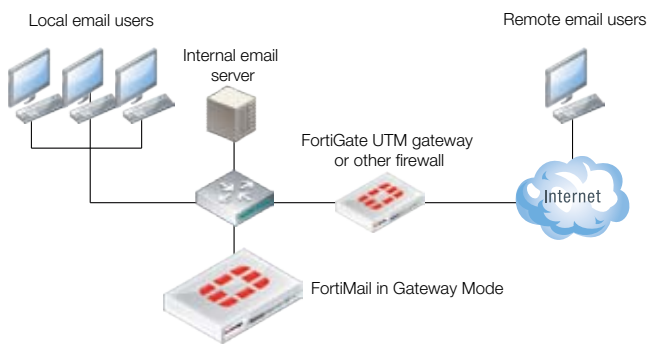 Local email users
Remote email users
Internal email
server
FortiGate UTM gateway
or other firewall
Internet
FortiMail in Gateway Mode